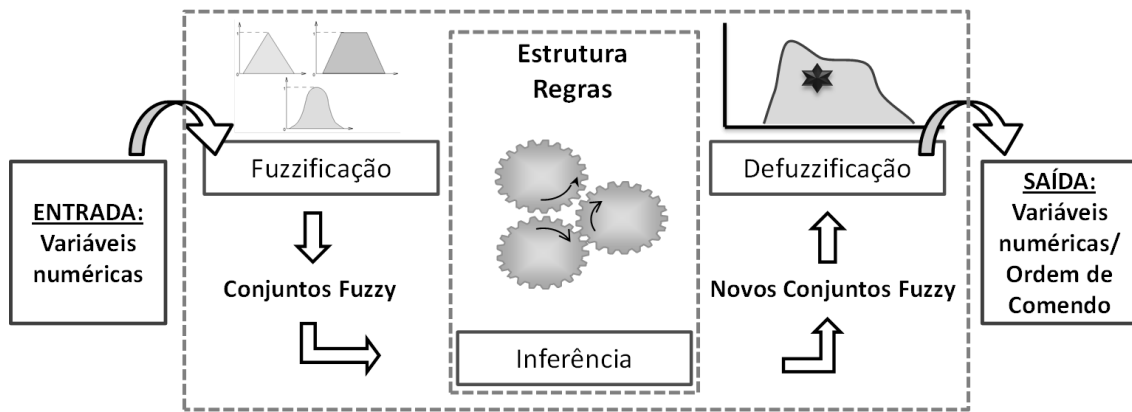 ENTRADA:
Variáveis
numéricas
Fuzzificação
Conjuntos Fuzzy
Estrutura
Regras
Inferência
Defuzzificação
Novos Conjuntos Fuzzy
SAÍDA:
Variáveis
numéricas/
Ordem de
Comendo